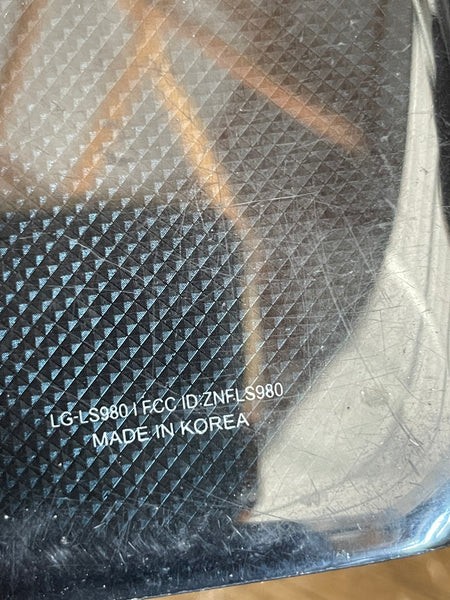 LG-LS980 | FCC ID:ZNFLS980
MADE IN KOREA